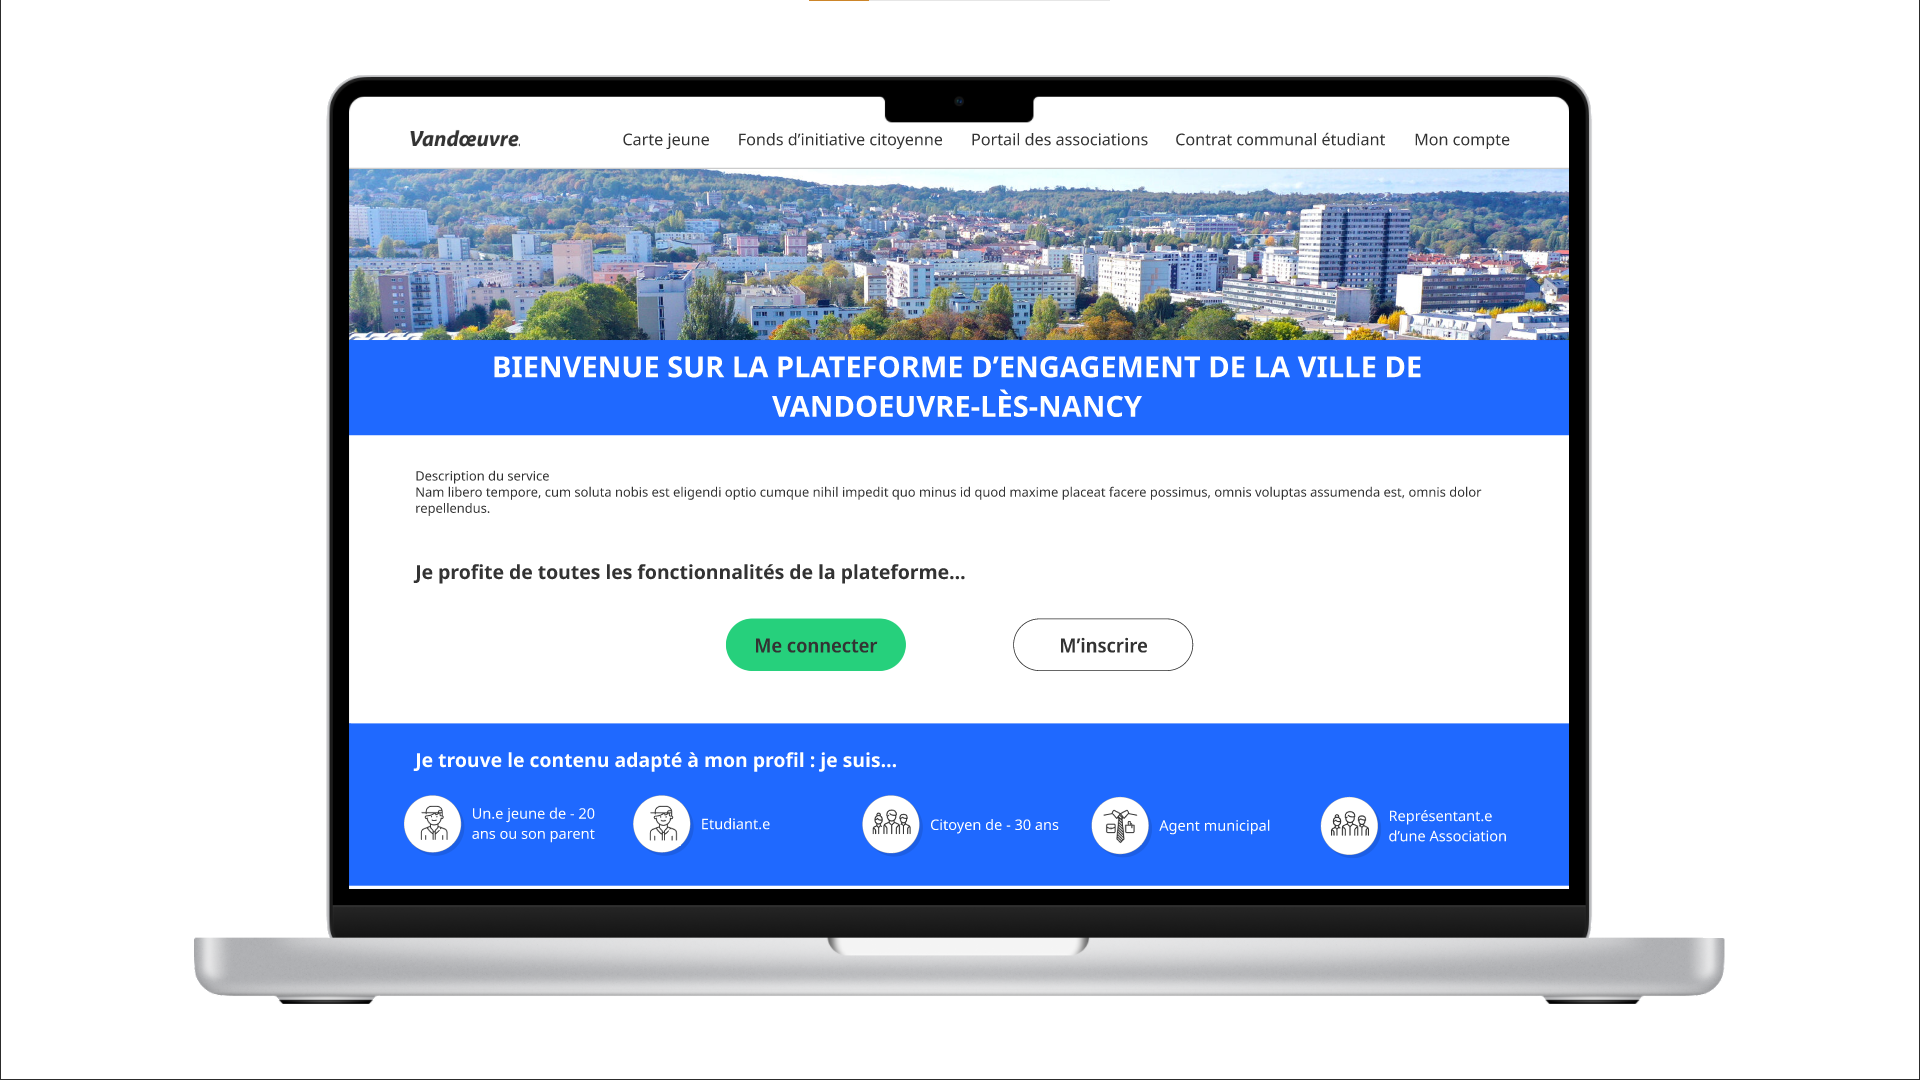 Vandœuvre
Carte jeune
Fonds d’initiative citoyenne
Portail des associations
Contrat communal étudiant
Mon compte
BIENVENUE SUR LA PLATEFORME D’ENGAGEMENT DE LA VILLE DE
VANDOEUVRE-LÈS-NANCY
Description du service
Nam libero tempore, cum soluta nobis est eligendi optio cumque nihil impedit quo minus id quod maxime placeat facere possimus, omnis voluptas assumenda est, omnis dolor
repellendus.
Je profite de toutes les fonctionnalités de la plateforme...
Me connecter
M’inscrire
Je trouve le contenu adapté à mon profil : je suis...
Un.e jeune de - 20
ans ou son parent
Etudiant.e
Citoyen de - 30 ans
Agent municipal
Représentant.e
d’une Association